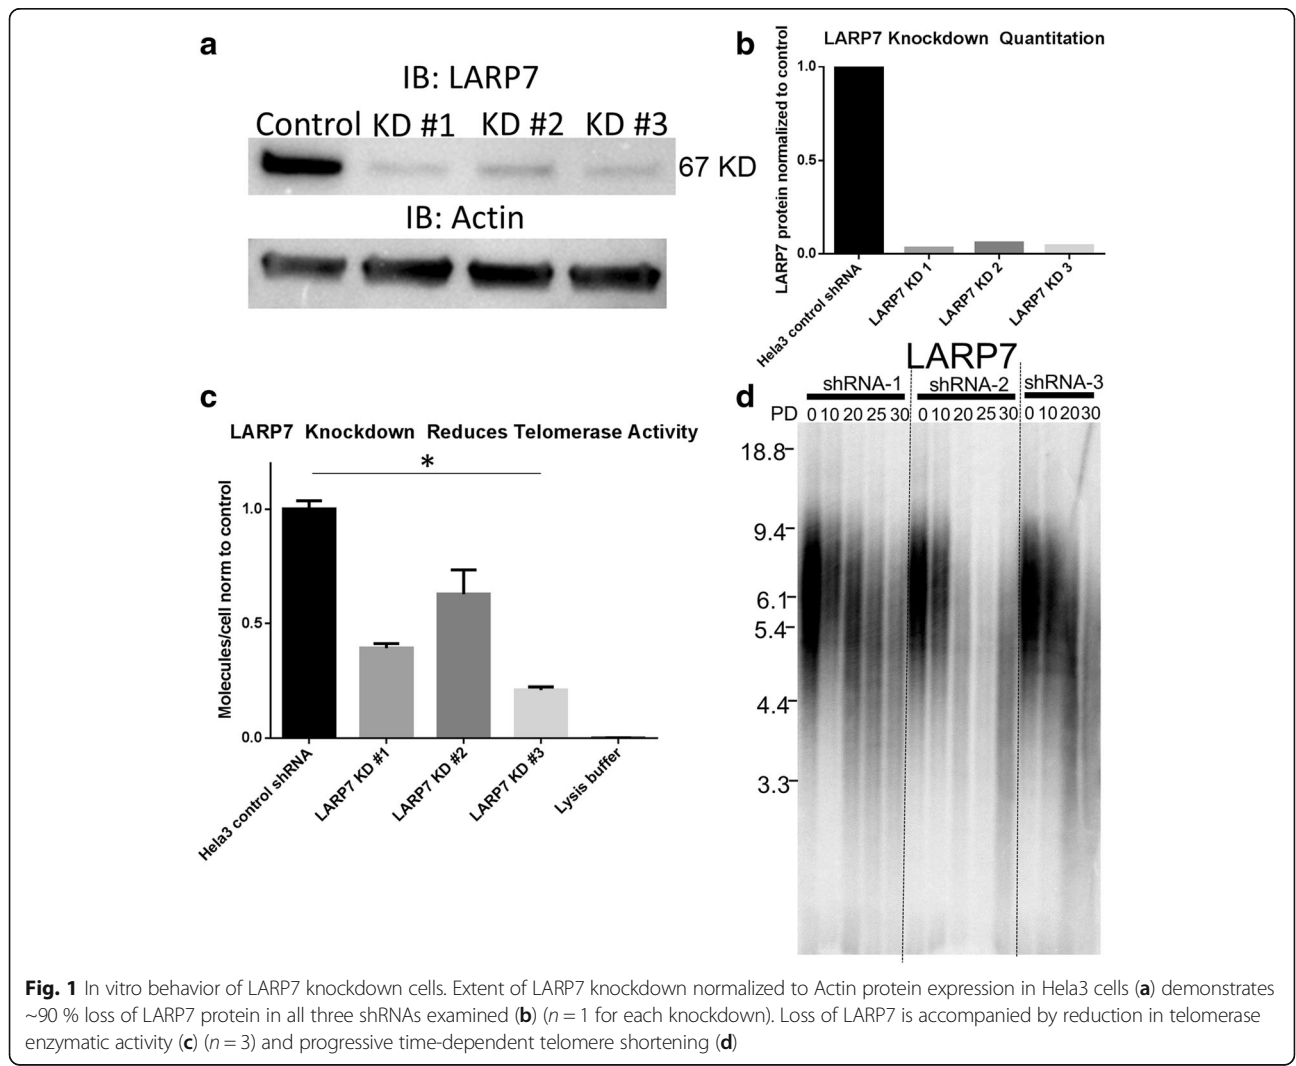 a
IB: LARP7
Control KD #1 KD #2 KD #3
67 KD
IB: Actin
b
LARP7 Knockdown Quantitation
LARP7 protein normalized to control
1.0
0.5
0.0
Hela3 control shRNA
LARP7 KD 1
LARP7 KD 2
LARP7 KD 3
c
LARP7 Knockdown Reduces Telomerase Activity
*
Molecules/cell norm to control
1.0
0.5
0.0
Hela3 control shRNA
LARP7 KD #1
LARP7 KD #2
LARP7 KD #3
Lysis buffer
d
LARP7
shRNA-1 shRNA-2 shRNA-3
PD 0 10 20 25 30 0 10 20 25 30 0 10 20 30
18.8
9.4
6.1
5.4
4.4
3.3
Fig. 1 In vitro behavior of LARP7 knockdown cells. Extent of LARP7 knockdown normalized to Actin protein expression in Hela3 cells (a) demonstrates
~90 % loss of LARP7 protein in all three shRNAs examined (b) (n = 1 for each knockdown). Loss of LARP7 is accompanied by reduction in telomerase
enzymatic activity (c) (n = 3) and progressive time-dependent telomere shortening (d)